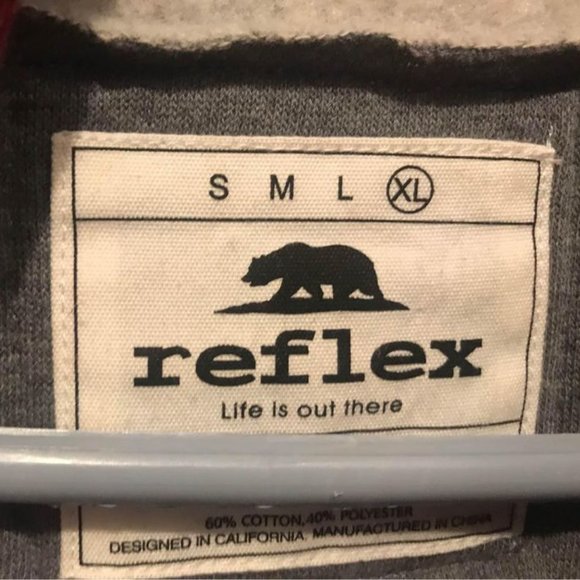 S M L XL
reflex
Life is out there
60% COTTON, 40% POLYESTER
DESIGNED IN CALIFORNIA MANUFACTURED IN CHINA